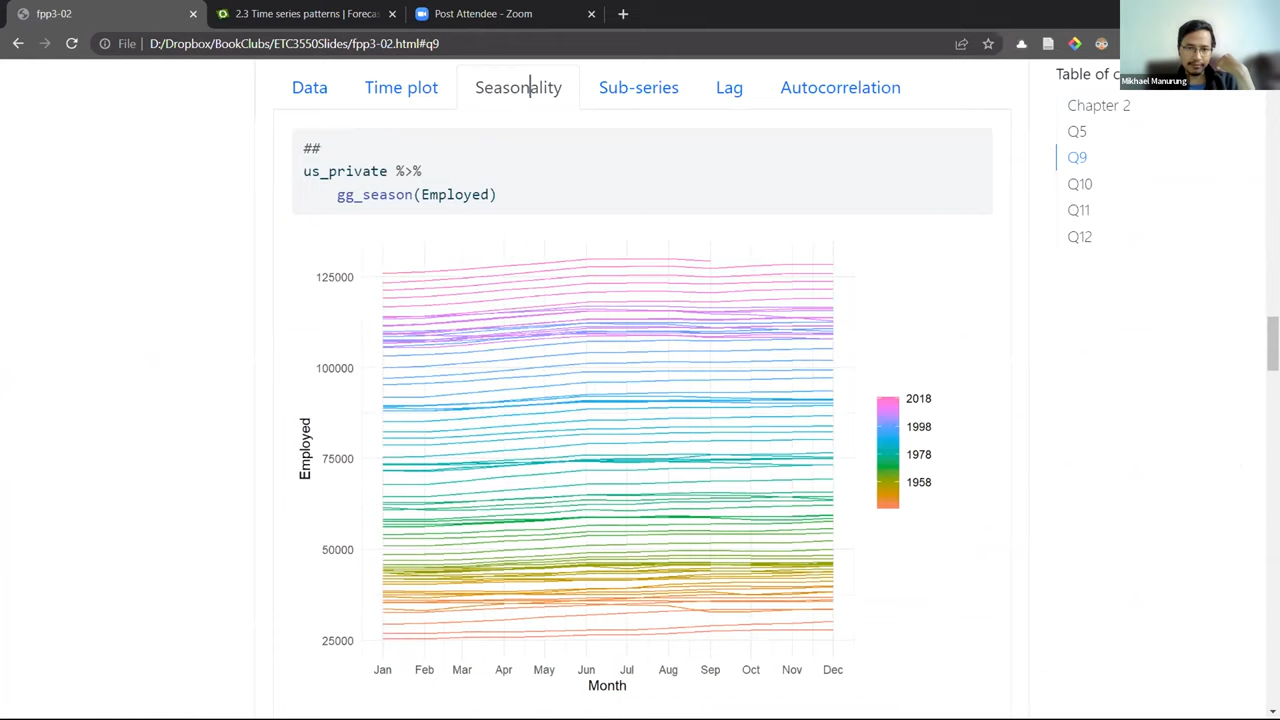 fpp3-02
2.3 Time series patterns | Forecas
Post Attendee - Zoom
File
D:/Dropbox/BookClubs/ETC3550Slides/fpp3-02.html#q9
Mikhael Manurung
Data
Time plot
Seasonality
Sub-series
Lag
Autocorrelation
Table of c
Chapter 2
Q5
Q9
Q10
Q11
Q12
##
us_private %>%
gg_season(Employed)
125000
100000
75000
50000
25000
Employed
Jan Feb Mar Apr May Jun Jul Aug Sep Oct Nov Dec
Month
2018
1998
1978
1958